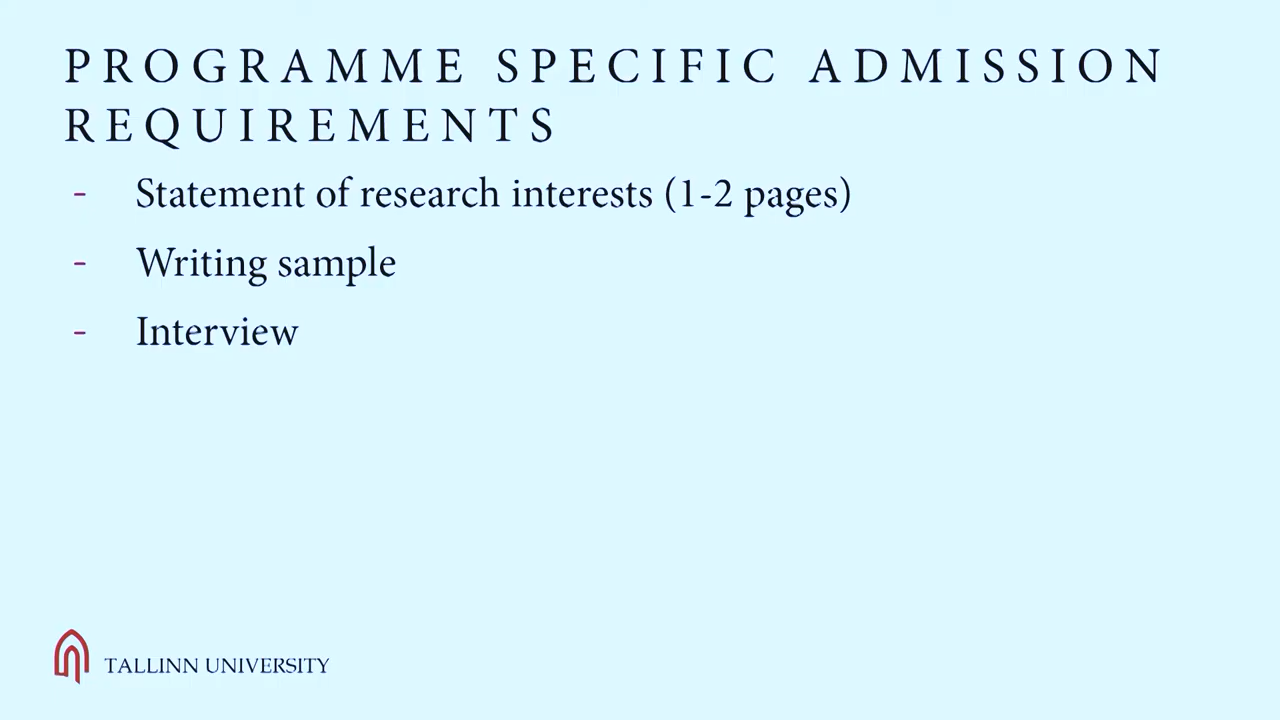 PROGRAMME SPECIFIC ADMISSION
REQUIREMENTS
- Statement of research interests (1-2 pages)
- Writing sample
- Interview
TALLINN UNIVERSITY